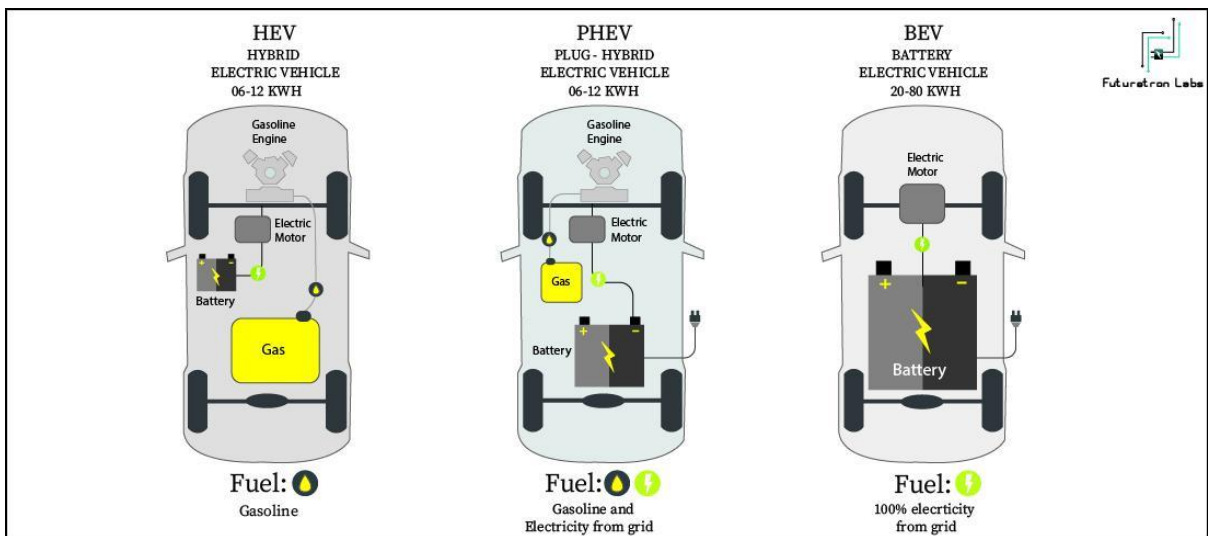 HEV
HYBRID
ELECTRIC VEHICLE
06-12 KWH
Gasoline
Engine
Electric
Motor
+
−
Battery
Gas
Fuel:
Gasoline
PHEV
PLUG - HYBRID
ELECTRIC VEHICLE
06-12 KWH
Gasoline
Engine
Electric
Motor
Gas
+
−
Battery
Fuel:
Gasoline and
Electricity from grid
BEV
BATTERY
ELECTRIC VEHICLE
20-80 KWH
Electric
Motor
+
−
Battery
Fuel:
100% elecrticity
from grid
Futuretron Labs